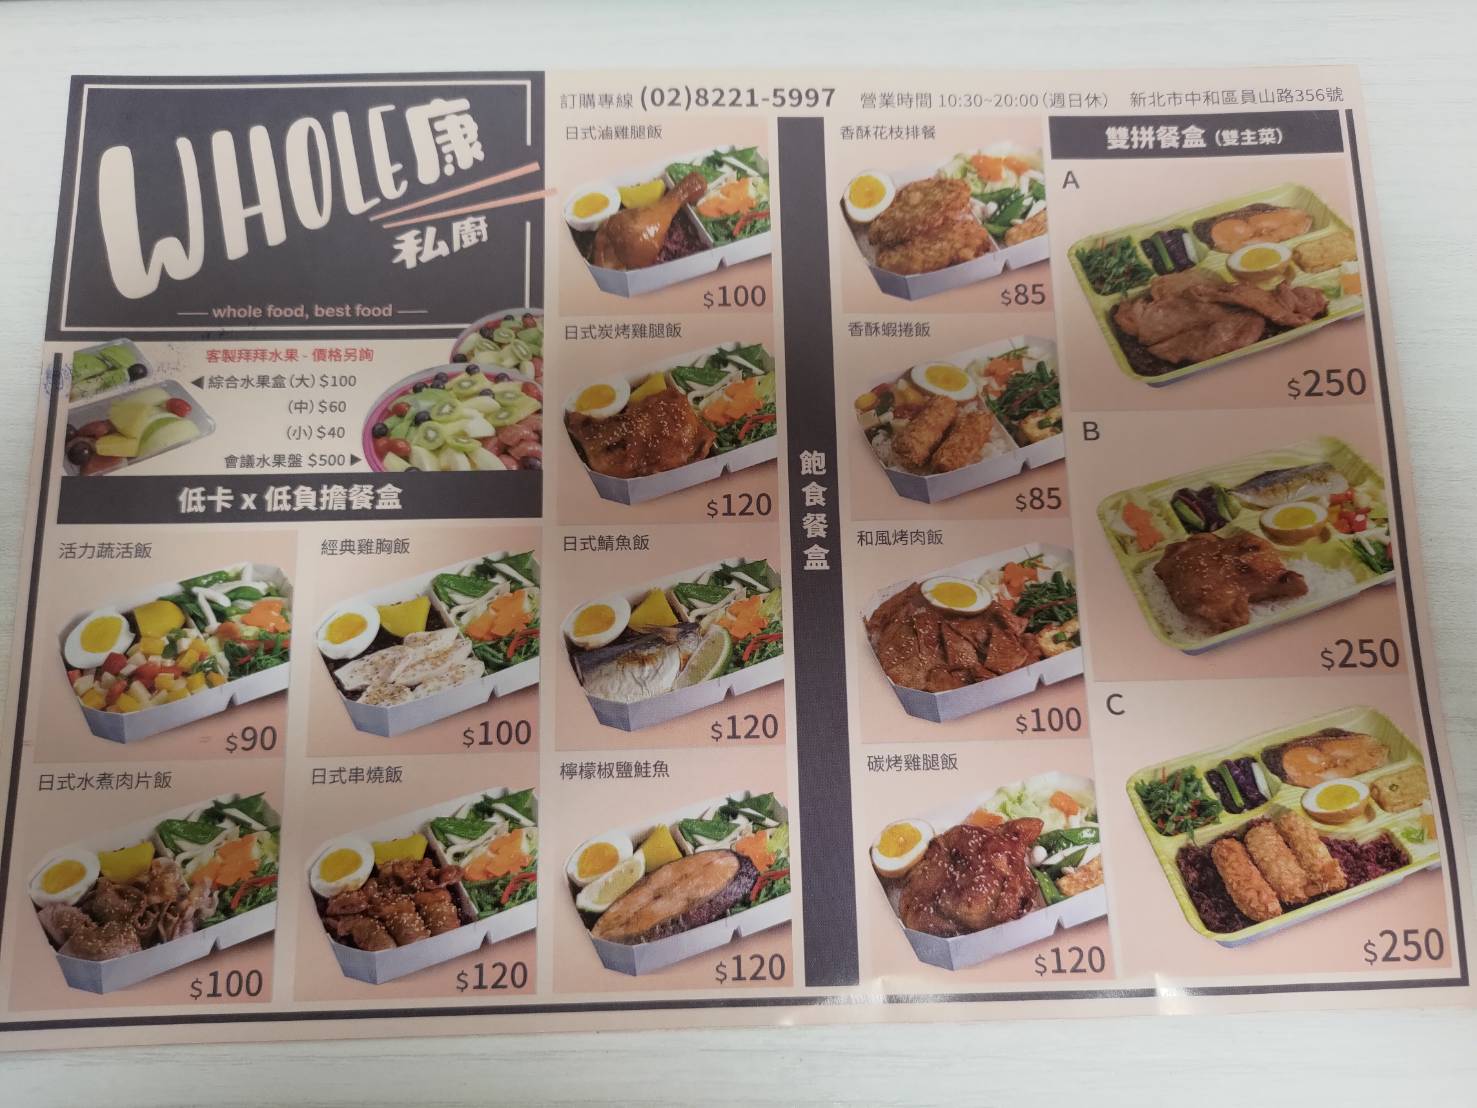 WHOLE康
私廚
whole food, best food
訂購專線 (02)8221-5997 營業時間 10:30~20:00(週日休) 新北市中和區員山路356號
客製拜拜水果 - 價格另詢
◀綜合水果盒(大)$100
(中)$60
(小)$40
會議水果盤 $500▶
低卡 x 低負擔餐盒
活力蔬活飯
$90
經典雞胸飯
$100
日式水煮肉片飯
$100
日式串燒飯
$120
日式滷雞腿飯
$100
日式炭烤雞腿飯
$120
日式鯖魚飯
$120
檸檬椒鹽鮭魚
$120
飽食餐盒
香酥花枝排餐
$85
香酥蝦捲飯
$85
和風烤肉飯
$100
碳烤雞腿飯
$120
雙拼餐盒(雙主菜)
A
$250
B
$250
C
$250